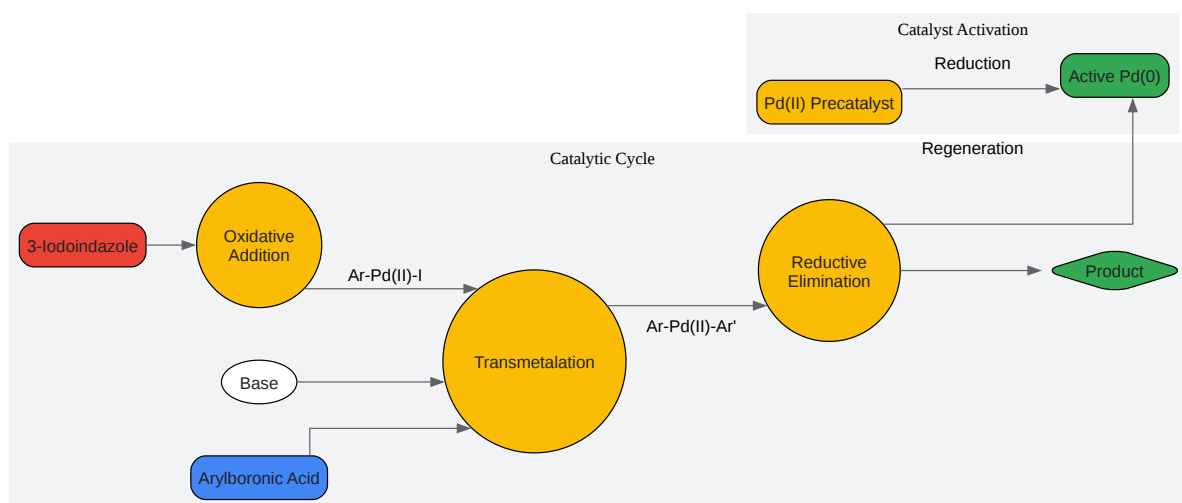 Catalyst Activation
Reduction
Active Pd(0)
Pd(II) Precatalyst
Regeneration
Catalytic Cycle
3-Iodoindazole
Oxidative
Addition
Ar-Pd(II)-I
Reductive
Elimination
Product
Ar-Pd(II)-Ar'
Transmetalation
Base
Arylboronic Acid